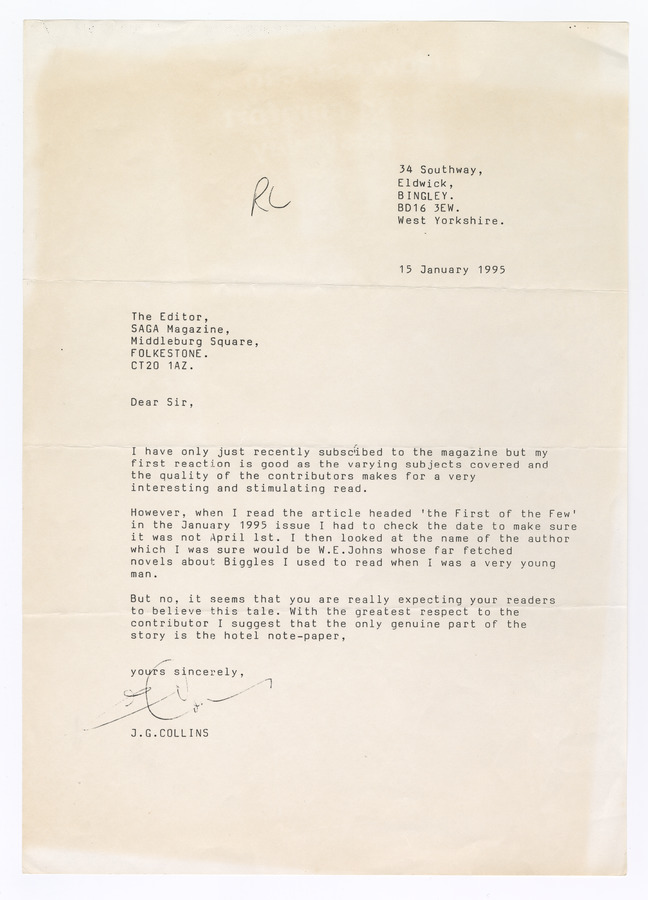 34 Southway,
Eldwick,
BINGLEY.
BD16 3EW.
West Yorkshire.
RC
15 January 1995
The Editor,
SAGA Magazine,
Middleburg Square,
FOLKESTONE.
CT20 1AZ.
Dear Sir,
I have only just recently subscibed to the magazine but my
first reaction is good as the varying subjects covered and
the quality of the contributors makes for a very
interesting and stimulating read.
However, when I read the article headed 'the First of the Few'
in the January 1995 issue I had to check the date to make sure
it was not April 1st. I then looked at the name of the author
which I was sure would be W.E.Johns whose far fetched
novels about Biggles I used to read when I was a very young
man.
But no, it seems that you are really expecting your readers
to believe this tale. With the greatest respect to the
contributor I suggest that the only genuine part of the
story is the hotel note-paper,
yours sincerely,
J.G.COLLINS